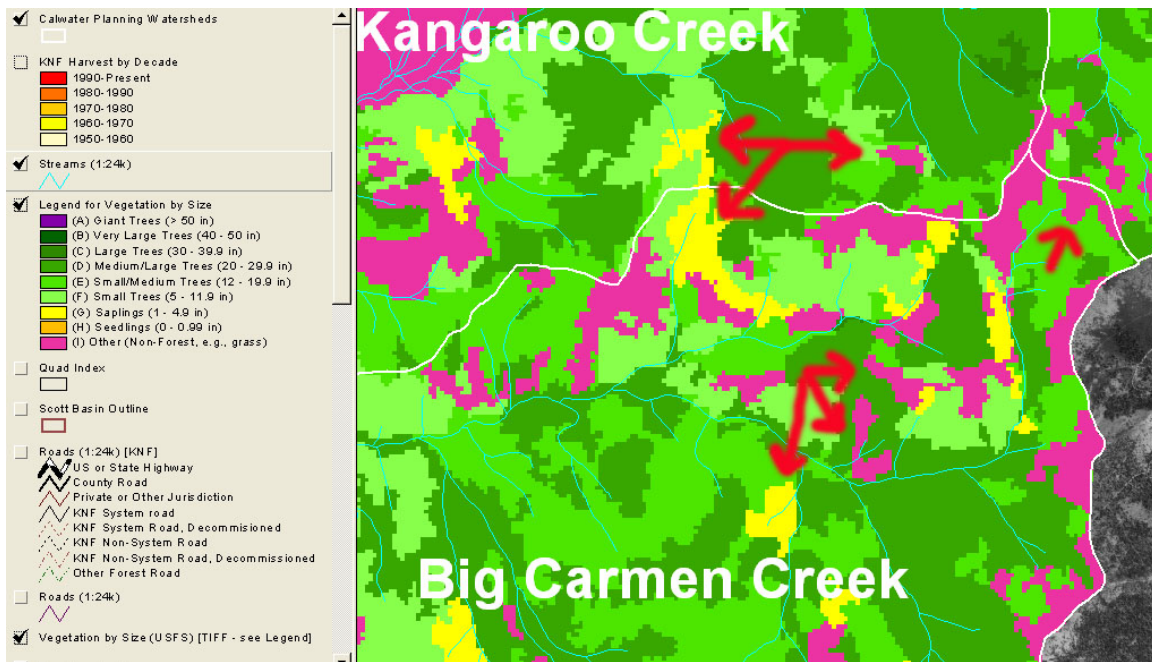 Calwater Planning Watersheds
KNF Harvest by Decade
1990-Present
1980-1990
1970-1980
1960-1970
1950-1960
Streams (1:24k)
Legend for Vegetation by Size
(A) Giant Trees (> 50 in)
(B) Very Large Trees (40 - 50 in)
(C) Large Trees (30 - 39.9 in)
(D) Medium/Large Trees (20 - 29.9 in)
(E) Small/Medium Trees (12 - 19.9 in)
(F) Small Trees (5 - 11.9 in)
(G) Saplings (1 - 4.9 in)
(H) Seedlings (0 - 0.99 in)
(I) Other (Non-Forest, e.g., grass)
Quad Index
Scott Basin Outline
Roads (1:24k) [KNF]
US or State Highway
County Road
Private or Other Jurisdiction
KNF System road
KNF System Road, Decommisioned
KNF Non-System Road
KNF Non-System Road, Decommissioned
Other Forest Road
Roads (1:24k)
Vegetation by Size (USFS) [TIFF - see Legend]
Kangaroo Creek
Big Carmen Creek